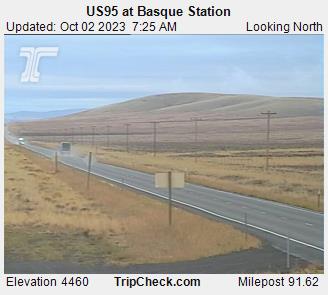 US95 at Basque Station
Updated: Oct 02 2023 7:25 AM Looking North
Elevation 4460 TripCheck.com Milepost 91.62